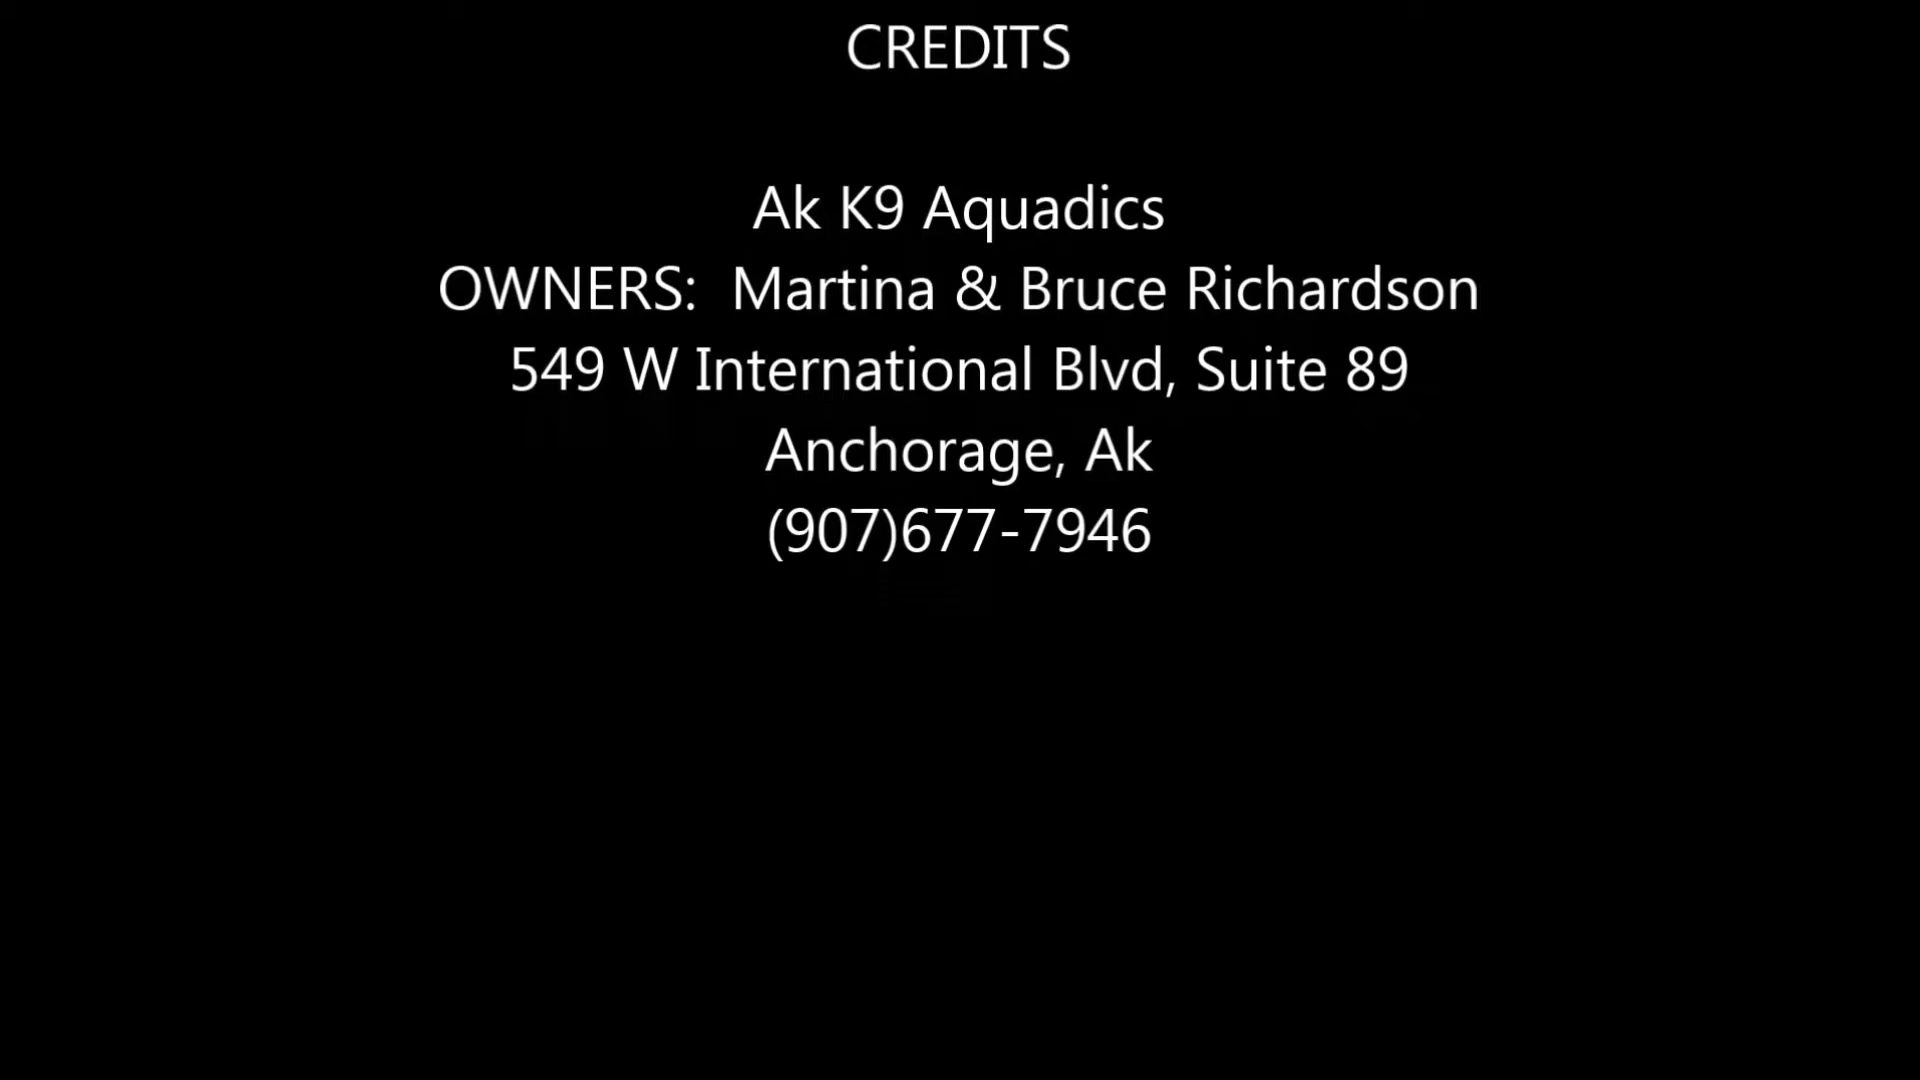 CREDITS
Ak K9 Aquadics
OWNERS:  Martina & Bruce Richardson
549 W International Blvd, Suite 89
Anchorage, Ak
(907)677-7946